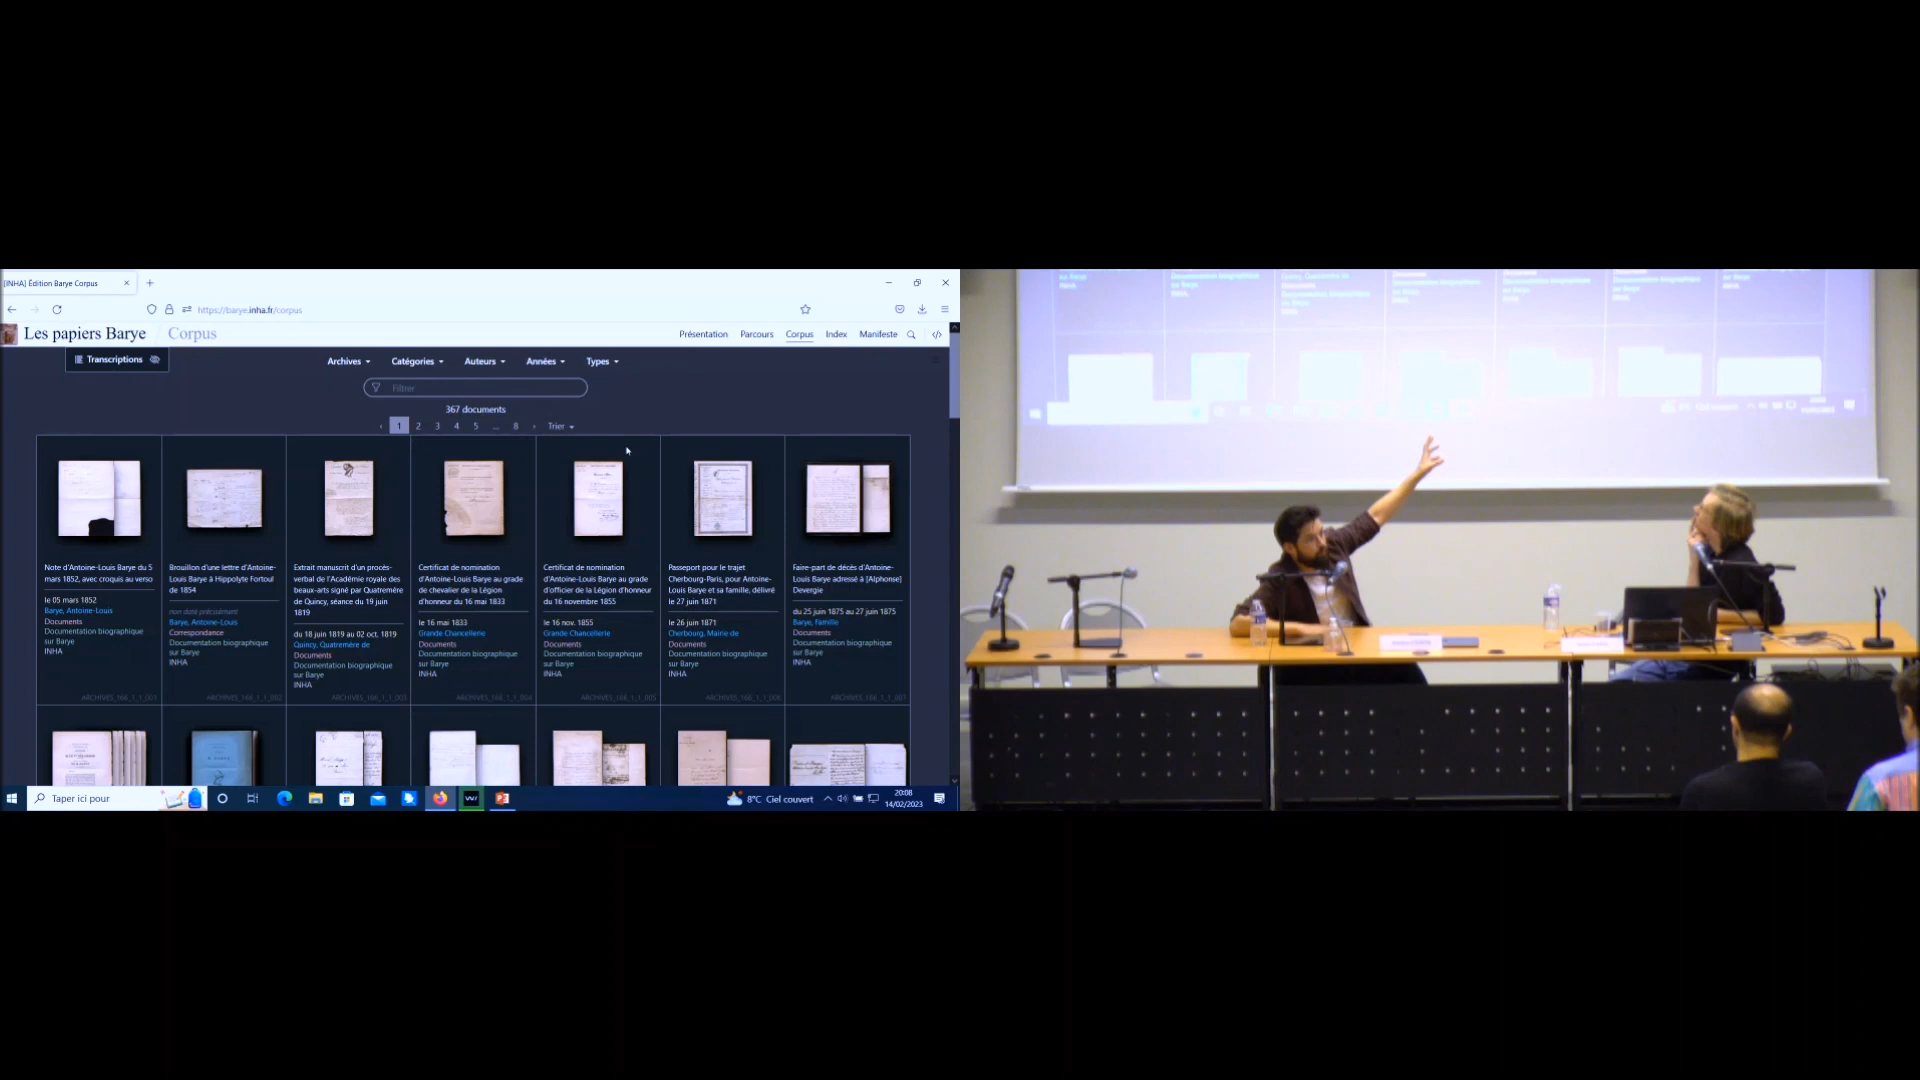 [INHA] Édition Barye Corpus
https://barye.inha.fr/corpus
Les papiers Barye / Corpus
Présentation Parcours Corpus Index Manifeste
Transcriptions
Archives Catégories Auteurs Années Types
Filtrer
367 documents
‹ 1 2 3 4 5 ... 8 › Trier
Note d'Antoine-Louis Barye du 5
mars 1852, avec croquis au verso
le 05 mars 1852
Barye, Antoine-Louis
Documents
Documentation biographique
sur Barye
INHA
ARCHIVES_166_1_1_001
Brouillon d'une lettre d'Antoine-
Louis Barye à Hippolyte Fortoul
de 1854
non daté précisément
Barye, Antoine-Louis
Correspondance
Documentation biographique
sur Barye
INHA
ARCHIVES_166_1_1_002
Extrait manuscrit d'un procès-
verbal de l'Académie royale des
beaux-arts signé par Quatremère
de Quincy, séance du 19 juin
1819
du 18 juin 1819 au 02 oct. 1819
Quincy, Quatremère de
Documents
Documentation biographique
sur Barye
INHA
ARCHIVES_166_1_1_003
Certificat de nomination
d'Antoine-Louis Barye au grade
de chevalier de la Légion
d'honneur du 16 mai 1833
le 16 mai 1833
Grande Chancellerie
Documents
Documentation biographique
sur Barye
INHA
ARCHIVES_166_1_1_004
Certificat de nomination
d'Antoine-Louis Barye au grade
d'officier de la Légion d'honneur
du 16 novembre 1855
le 16 nov. 1855
Grande Chancellerie
Documents
Documentation biographique
sur Barye
INHA
ARCHIVES_166_1_1_005
Passeport pour le trajet
Cherbourg-Paris, pour Antoine-
Louis Barye et sa famille, délivré
le 27 juin 1871
le 26 juin 1871
Cherbourg, Mairie de
Documents
Documentation biographique
sur Barye
INHA
ARCHIVES_166_1_1_006
Faire-part de décès d'Antoine-
Louis Barye adressé à [Alphonse]
Devergie
du 25 juin 1875 au 27 juin 1875
Barye, Famille
Documents
Documentation biographique
sur Barye
INHA
ARCHIVES_166_1_1_007
Taper ici pour
8°C Ciel couvert
20:08
14/02/2023